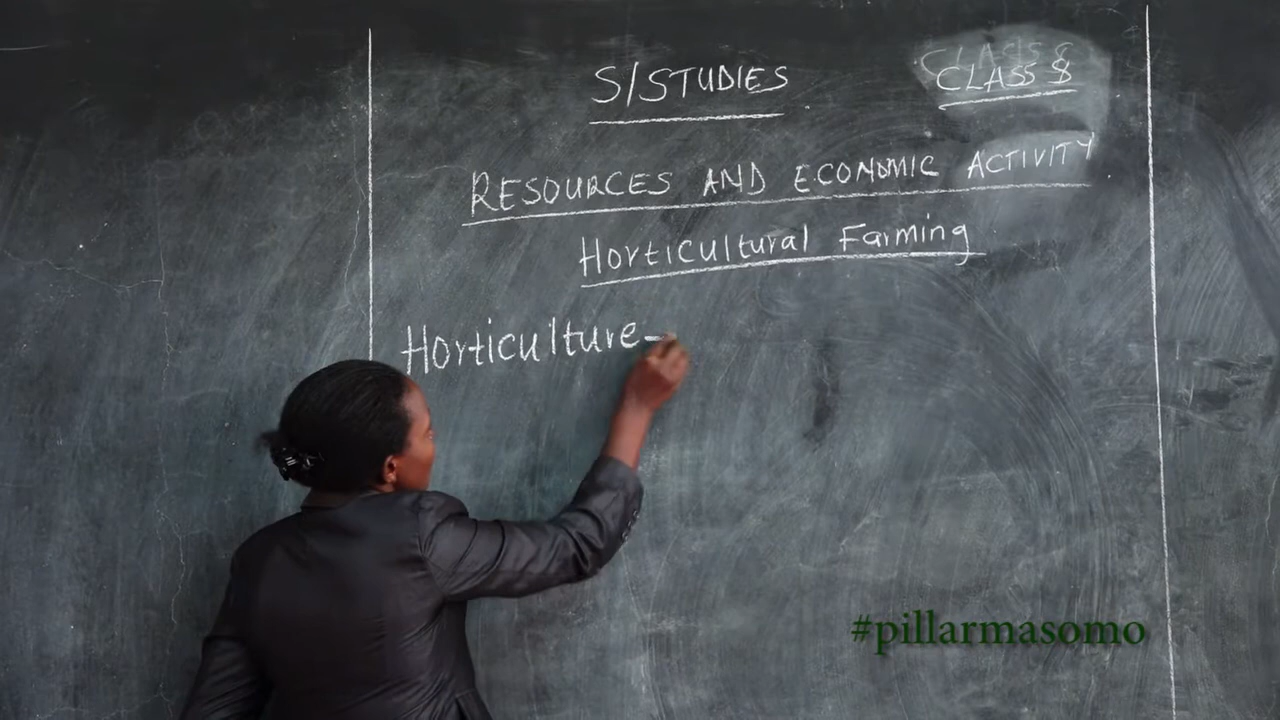 S/STUDIES
CLASS 8
RESOURCES AND ECONOMIC ACTIVITY
Horticultural Farming
Horticulture-
#pillarmasomo